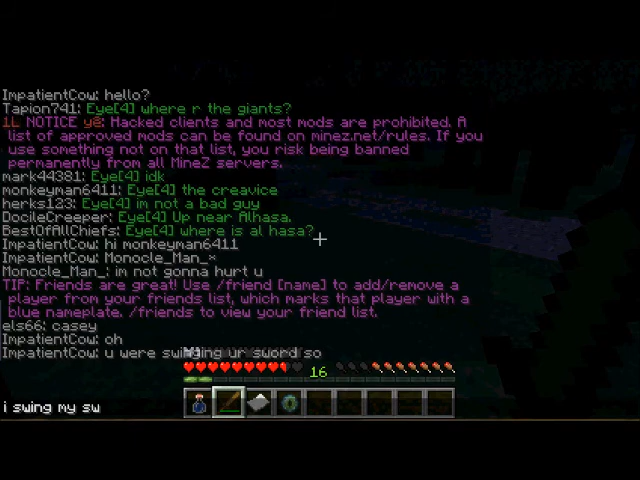 ImpatientCow: hello?
Tapion741: Eye[4] where r the giants?
NOTICE Hacked clients and most mods are prohibited. A
list of approved mods can be found on minez.net/rules. If you
use something not on that list, you risk being banned
permanently from all MineZ servers.
mark44381: Eye[4] idk
monkeyman6411: Eye[4] the creavice
herks123: Eye[4] im not a bad guy
DocileCreeper: Eye[4] Up near Alhasa.
BestOfAllChiefs: Eye[4] where is al hasa?
ImpatientCow: hi monkeyman6411
ImpatientCow: Monocle_Man_*
Monocle_Man_: im not gonna hurt u
TIP: Friends are great! Use /friend [name] to add/remove a
player from your friends list, which marks that player with a
blue nameplate. /friends to view your friend list.
els66: casey
ImpatientCow: oh
ImpatientCow: u were swinging ur sword so
16
i swing my sw